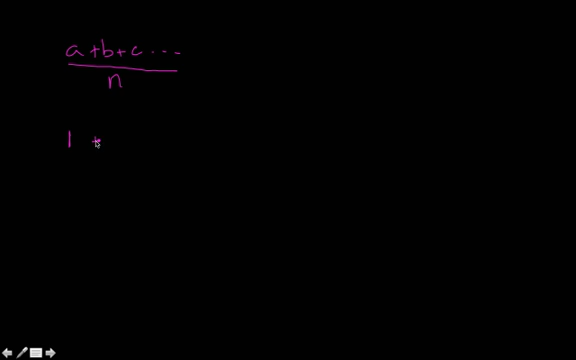 a + b + c ...
n
1 +